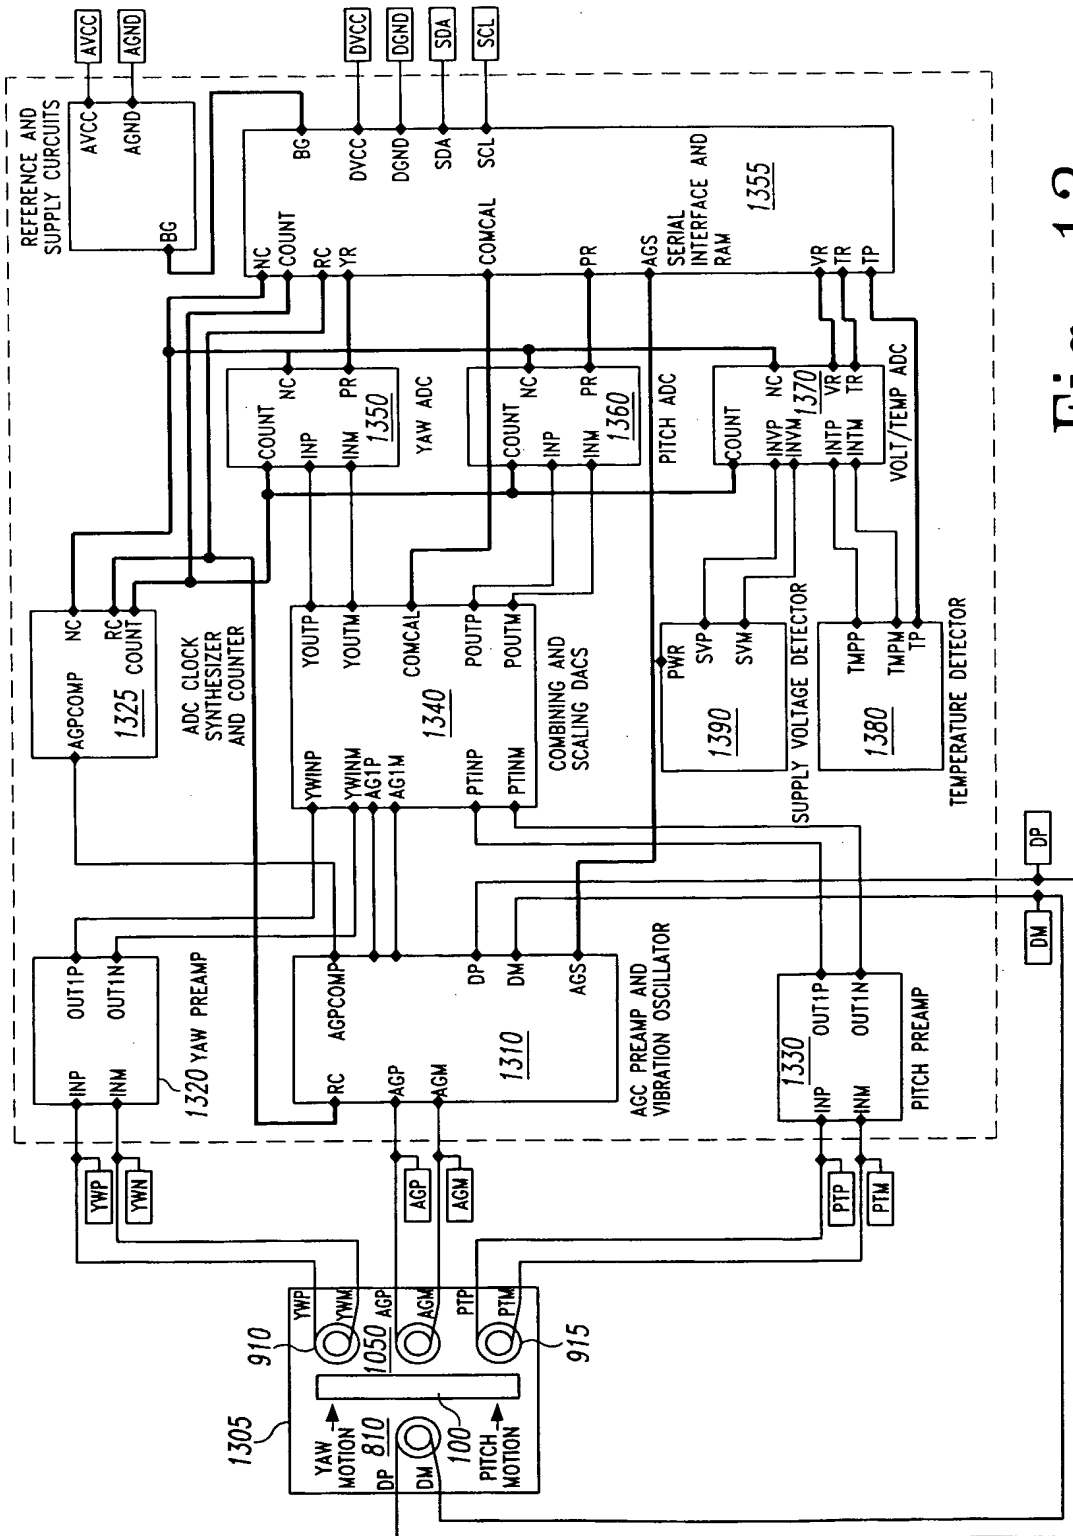 REFERENCE AND
SUPPLY CURCUITS
AVCC
AGND
BG
AVCC
AGND
DVCC
DGND
SDA
SCL
BG
DVCC
DGND
SDA
SCL
NC
COUNT
RC
YR
COMCAL
PR
AGS
VR
TR
TP
SERIAL
INTERFACE AND
RAM
1355
COUNT
NC
INP
INM
PR
1350
YAW ADC
COUNT
NC
INP
INM
PR
1360
PITCH ADC
COUNT
NC
INVP
INVM
1370
INTP
INTM
VR
TR
VOLT/TEMP ADC
AGPCOMP
NC
RC
COUNT
1325
ADC CLOCK
SYNTHESIZER
AND COUNTER
YWINP
YWINM
AG1P
AG1M
PTINP
PTINM
YOUTP
YOUTM
COMCAL
POUTP
POUTM
1340
COMBINING AND
SCALING DACS
PWR
SVP
SVM
1390
SUPPLY VOLTAGE DETECTOR
TMPP
TMPM
TP
1380
TEMPERATURE DETECTOR
INP
INM
OUT1P
OUT1N
1320 YAW PREAMP
RC
AGP
AGM
AGPCOMP
DP
DM
AGS
1310
AGC PREAMP AND
VIBRATION OSCILLATOR
INP
INM
OUT1P
OUT1N
1330
PITCH PREAMP
DP
DM
YWP
YWN
AGP
AGM
PTP
PTM
1305
910
1050
915
YWP
YWM
AGP
AGM
PTP
PTM
YAW
MOTION
810
100
PITCH
MOTION
DP
DM